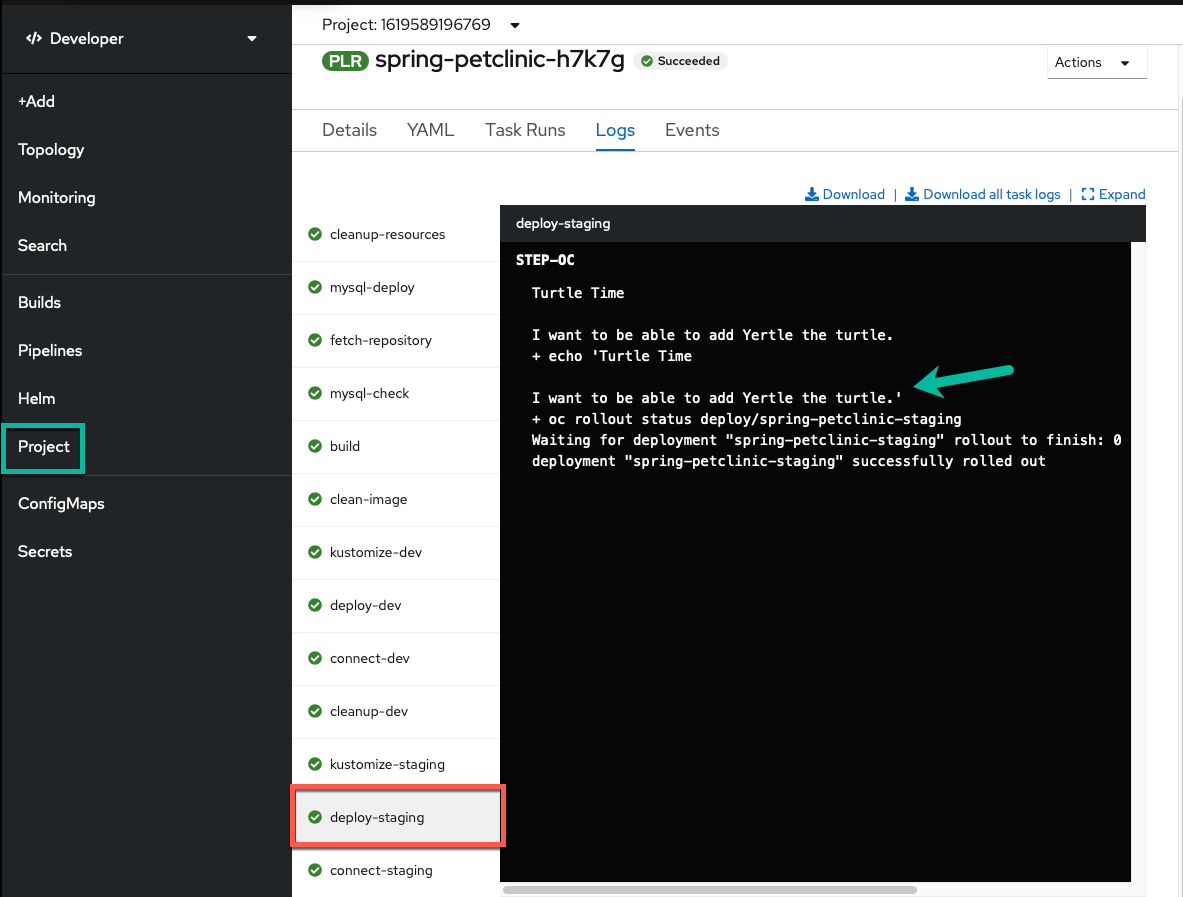 Developer
+Add
Topology
Monitoring
Search
Builds
Pipelines
Helm
Project
ConfigMaps
Secrets
Project: 1619589196769
PLR spring-petclinic-h7k7g Succeeded
Actions
Details YAML Task Runs Logs Events
Download | Download all task logs | Expand
cleanup-resources
mysql-deploy
fetch-repository
mysql-check
build
clean-image
kustomize-dev
deploy-dev
connect-dev
cleanup-dev
kustomize-staging
deploy-staging
connect-staging
deploy-staging
STEP-OC
Turtle Time
I want to be able to add Yertle the turtle.
+ echo 'Turtle Time
I want to be able to add Yertle the turtle.'
+ oc rollout status deploy/spring-petclinic-staging
Waiting for deployment "spring-petclinic-staging" rollout to finish: 0
deployment "spring-petclinic-staging" successfully rolled out